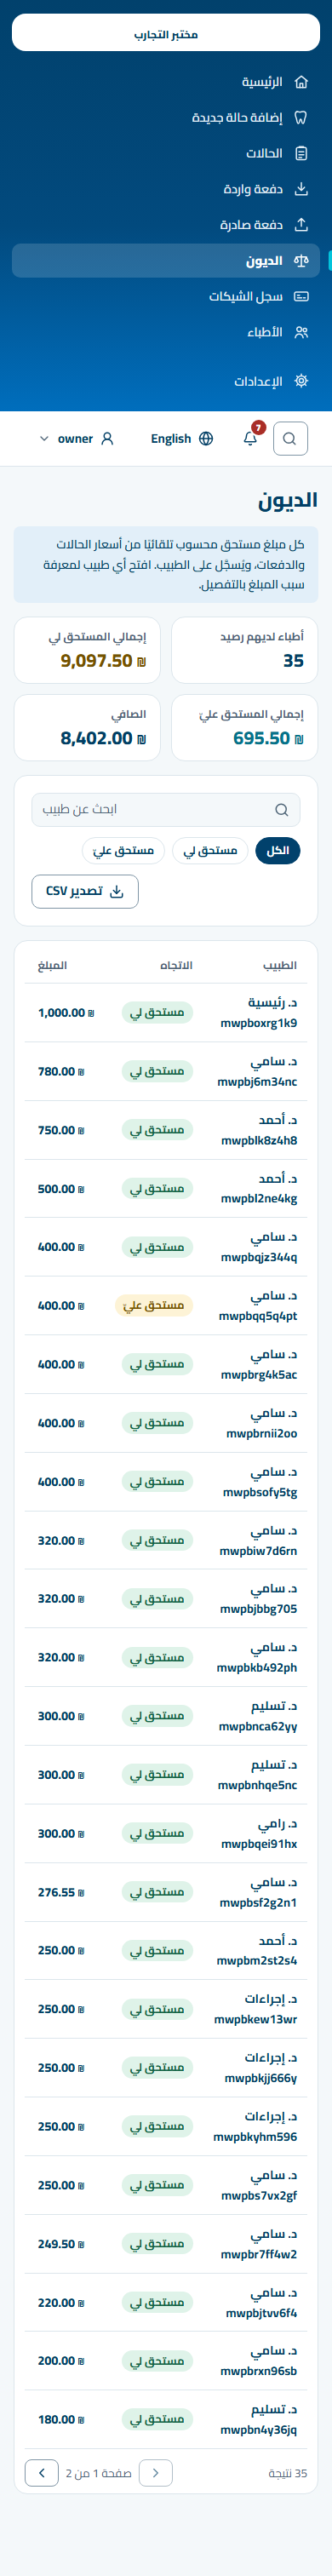 مختبر التجارب
الرئيسية
إضافة حالة جديدة
الحالات
دفعة واردة
دفعة صادرة
الديون
سجل الشيكات
الأطباء
الإعدادات
7
English
owner
الديون
كل مبلغ مستحق محسوب تلقائيًا من أسعار الحالات
والدفعات، ويُسجَّل على الطبيب. افتح أي طبيب لمعرفة
سبب المبلغ بالتفصيل.
أطباء لديهم رصيد
35
إجمالي المستحق لي
₪ 9,097.50
إجمالي المستحق عليّ
₪ 695.50
الصافي
₪ 8,402.00
ابحث عن طبيب
الكل
مستحق لي
مستحق عليّ
تصدير CSV
الطبيب الاتجاه المبلغ
د. رئيسية
mwpboxrg1k9 مستحق لي ₪ 1,000.00
د. سامي
mwpbj6m34nc مستحق لي ₪ 780.00
د. أحمد
mwpblk8z4h8 مستحق لي ₪ 750.00
د. أحمد
mwpbl2ne4kg مستحق لي ₪ 500.00
د. سامي
mwpbqjz344q مستحق لي ₪ 400.00
د. سامي
mwpbqq5q4pt مستحق عليّ ₪ 400.00
د. سامي
mwpbrg4k5ac مستحق لي ₪ 400.00
د. سامي
mwpbrnii2oo مستحق لي ₪ 400.00
د. سامي
mwpbsofy5tg مستحق لي ₪ 400.00
د. سامي
mwpbiw7d6rn مستحق لي ₪ 320.00
د. سامي
mwpbjbbg705 مستحق لي ₪ 320.00
د. سامي
mwpbkb492ph مستحق لي ₪ 320.00
د. تسليم
mwpbnca62yy مستحق لي ₪ 300.00
د. تسليم
mwpbnhqe5nc مستحق لي ₪ 300.00
د. رامي
mwpbqei91hx مستحق لي ₪ 300.00
د. سامي
mwpbsf2g2n1 مستحق لي ₪ 276.55
د. أحمد
mwpbm2st2s4 مستحق لي ₪ 250.00
د. إجراءات
mwpbkew13wr مستحق لي ₪ 250.00
د. إجراءات
mwpbkjj666y مستحق لي ₪ 250.00
د. إجراءات
mwpbkyhm596 مستحق لي ₪ 250.00
د. سامي
mwpbs7vx2gf مستحق لي ₪ 250.00
د. سامي
mwpbr7ff4w2 مستحق لي ₪ 249.50
د. سامي
mwpbjtvv6f4 مستحق لي ₪ 220.00
د. سامي
mwpbrxn96sb مستحق لي ₪ 200.00
د. تسليم
mwpbn4y36jq مستحق لي ₪ 180.00
35 نتيجة
صفحة 1 من 2